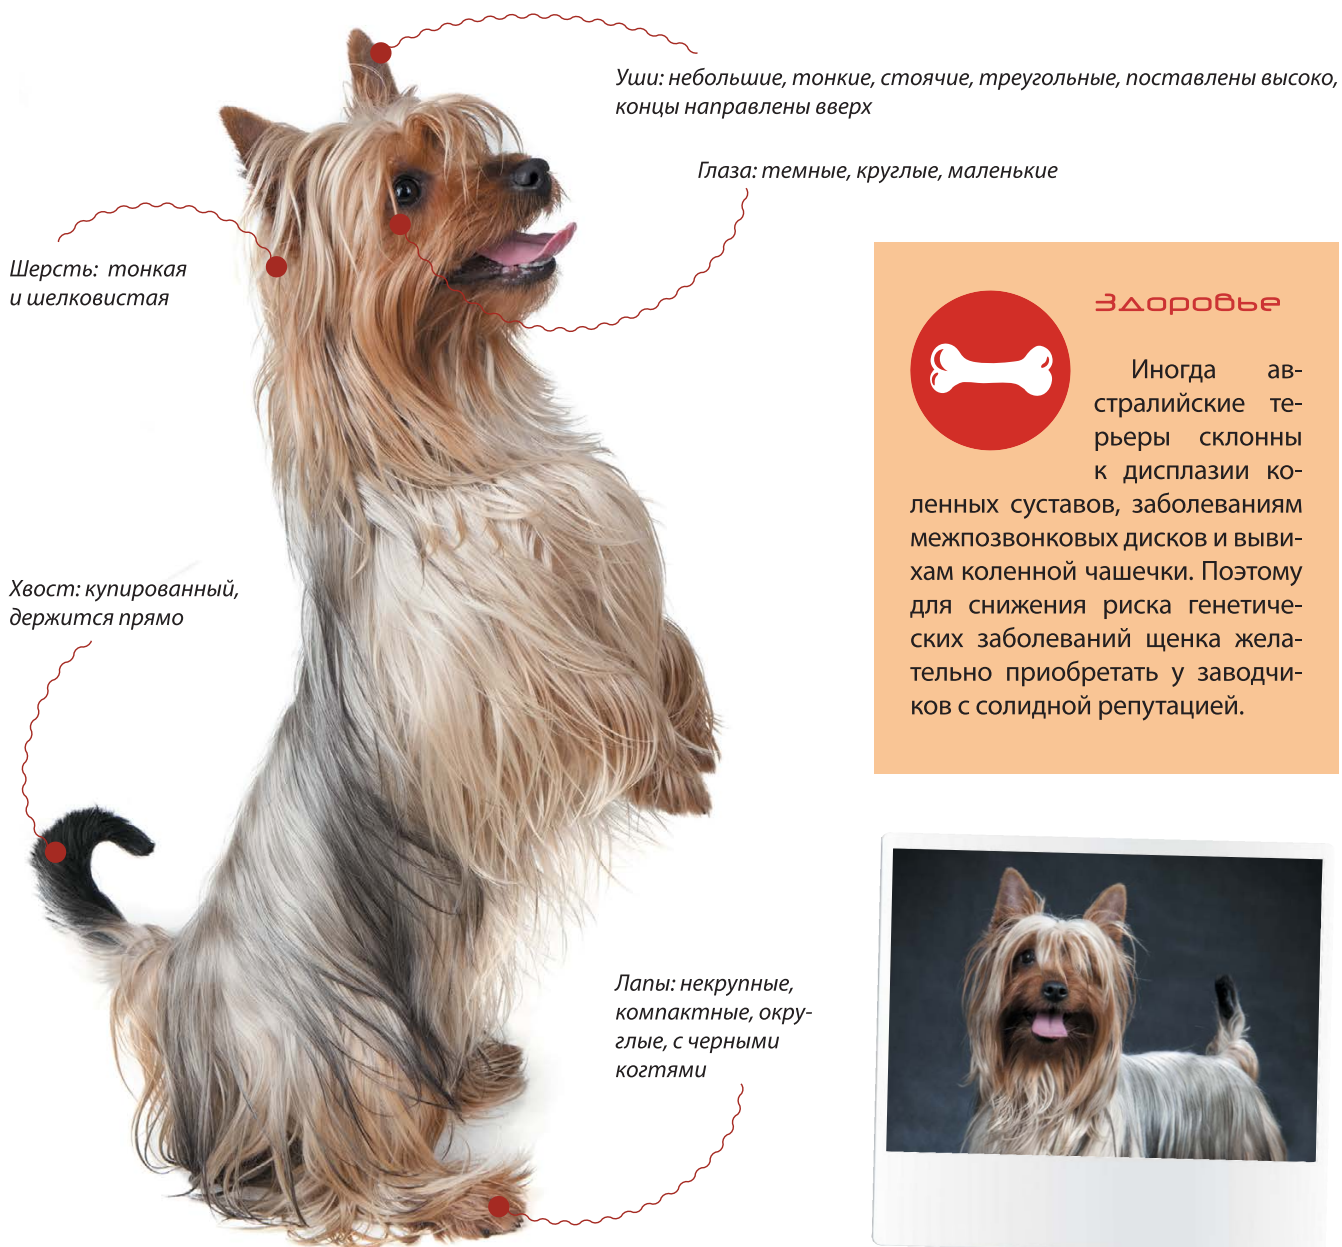 Уши: небольшие, тонкие, стоячие, треугольные, поставлены высоко,
концы направлены вверх
Глаза: темные, круглые, маленькие
Шерсть: тонкая
и шелковистая
Здоровье
Иногда ав-
стралийские те-
рьеры склонны
к дисплазии ко-
ленных суставов, заболеваниям
межпозвонковых дисков и выви-
хам коленной чашечки. Поэтому
для снижения риска генетиче-
ских заболеваний щенка жела-
тельно приобретать у заводчи-
ков с солидной репутацией.
Хвост: купированный,
держится прямо
Лапы: некрупные,
компактные, окру-
глые, с черными
когтями